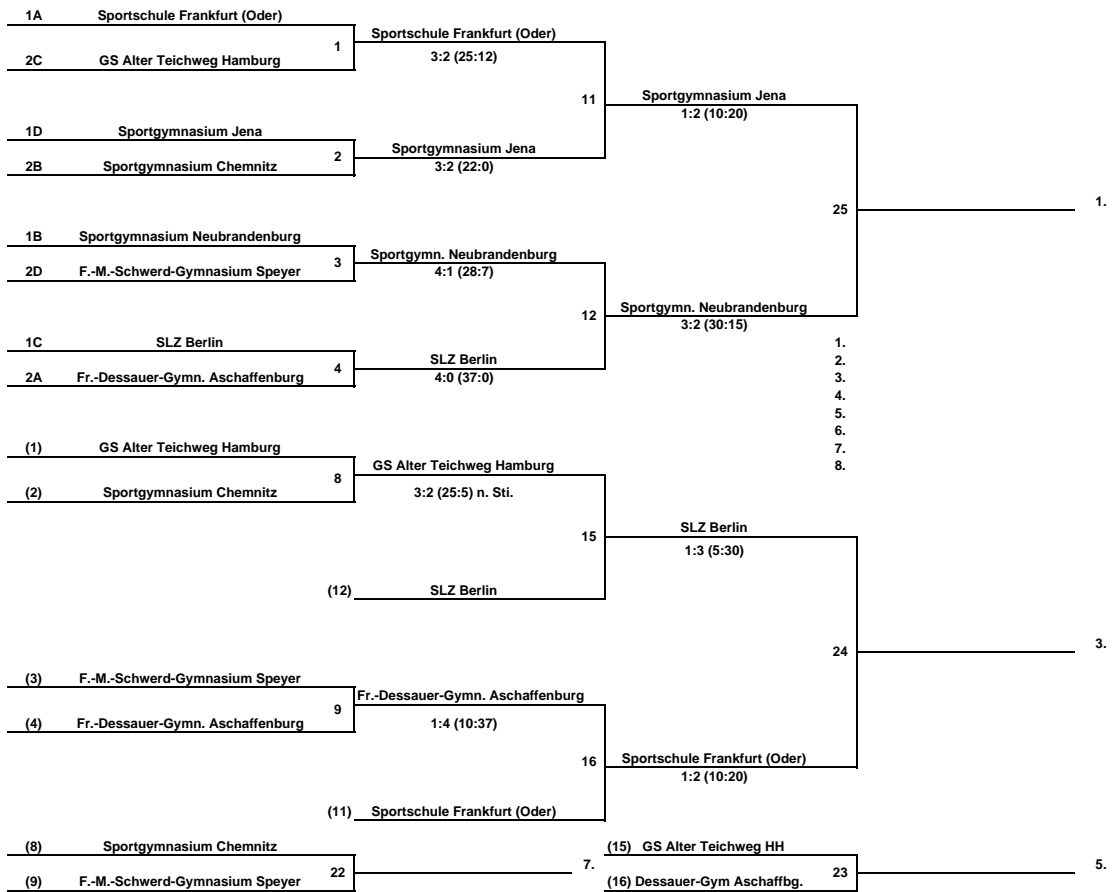 1A Sportschule Frankfurt (Oder)
1 Sportschule Frankfurt (Oder)
3:2 (25:12)
2C GS Alter Teichweg Hamburg
11 Sportgymnasium Jena
1:2 (10:20)
1D Sportgymnasium Jena
2 Sportgymnasium Jena
3:2 (22:0)
2B Sportgymnasium Chemnitz
25 1.
1B Sportgymnasium Neubrandenburg
3 Sportgymn. Neubrandenburg
4:1 (28:7)
2D F.-M.-Schwerd-Gymnasium Speyer
12 Sportgymn. Neubrandenburg
3:2 (30:15)
1C SLZ Berlin
4 SLZ Berlin
4:0 (37:0)
2A Fr.-Dessauer-Gymn. Aschaffenburg
1.
2.
3.
4.
5.
6.
7.
8.
(1) GS Alter Teichweg Hamburg
8 GS Alter Teichweg Hamburg
3:2 (25:5) n. Sti.
(2) Sportgymnasium Chemnitz
15 SLZ Berlin
1:3 (5:30)
(12) SLZ Berlin
24 3.
(3) F.-M.-Schwerd-Gymnasium Speyer
9 Fr.-Dessauer-Gymn. Aschaffenburg
1:4 (10:37)
(4) Fr.-Dessauer-Gymn. Aschaffenburg
16 Sportschule Frankfurt (Oder)
1:2 (10:20)
(11) Sportschule Frankfurt (Oder)
(8) Sportgymnasium Chemnitz
22 7.
(9) F.-M.-Schwerd-Gymnasium Speyer
(15) GS Alter Teichweg HH
23 5.
(16) Dessauer-Gym Aschaffbg.